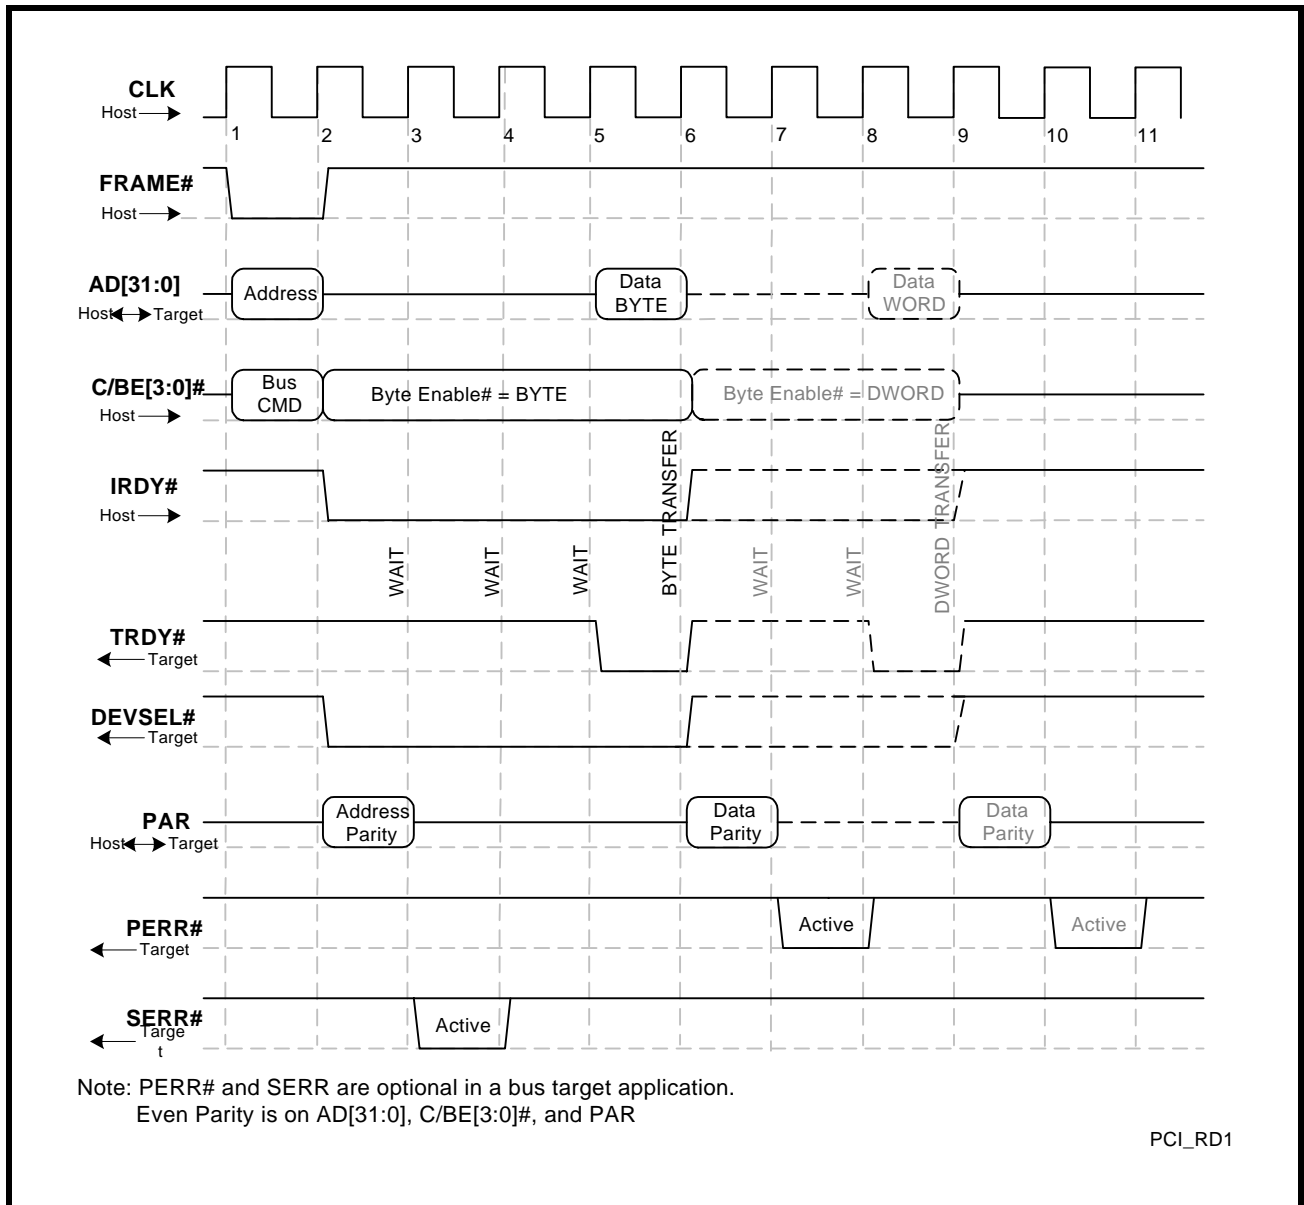 CLK
Host
1 2 3 4 5 6 7 8 9 10 11
FRAME#
Host
AD[31:0]
Host Target
Address
Data
BYTE
Data
WORD
C/BE[3:0]#
Host
Bus
CMD
Byte Enable# = BYTE
Byte Enable# = DWORD
IRDY#
Host
WAIT
WAIT
WAIT
BYTE TRANSFER
WAIT
WAIT
DWORD TRANSFER
TRDY#
Target
DEVSEL#
Target
PAR
Host Target
Address
Parity
Data
Parity
Data
Parity
PERR#
Target
Active
Active
SERR#
Targe
t
Active
Note: PERR# and SERR are optional in a bus target application.
Even Parity is on AD[31:0], C/BE[3:0]#, and PAR
PCI_RD1